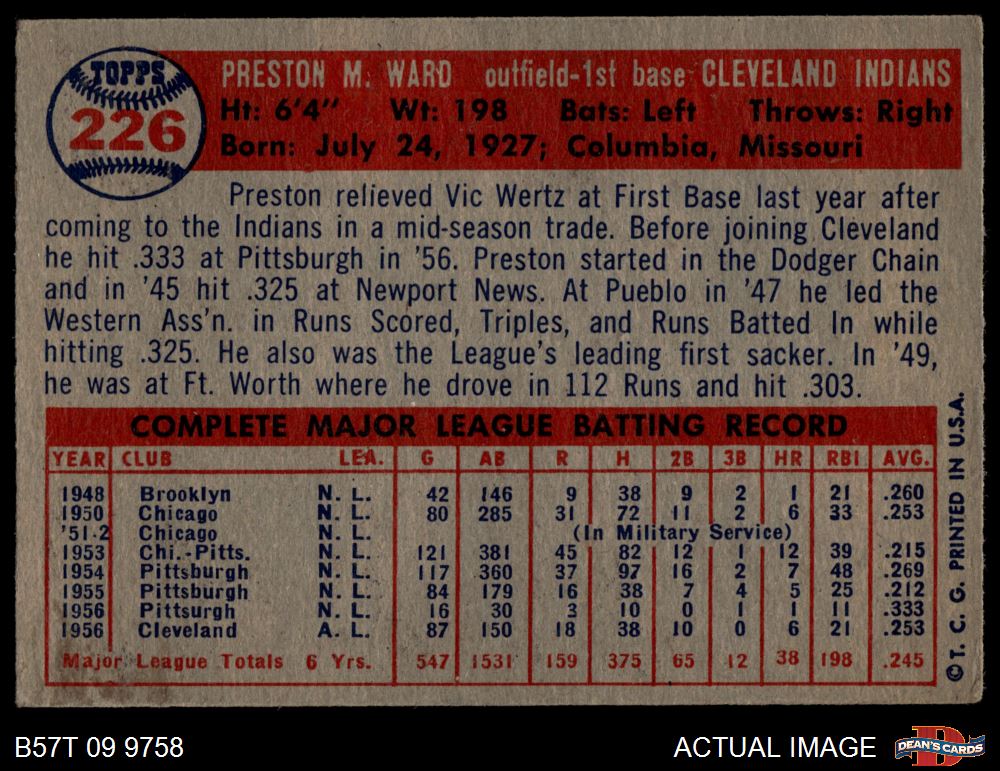 TOPPS
226
PRESTON M. WARD outfield-1st base CLEVELAND INDIANS
Ht: 6'4" Wt: 198 Bats: Left Throws: Right
Born: July 24, 1927; Columbia, Missouri
Preston relieved Vic Wertz at First Base last year after
coming to the Indians in a mid-season trade. Before joining Cleveland
he hit .333 at Pittsburgh in '56. Preston started in the Dodger Chain
and in '45 hit .325 at Newport News. At Pueblo in '47 he led the
Western Ass'n. in Runs Scored, Triples, and Runs Batted In while
hitting .325. He also was the League's leading first sacker. In '49,
he was at Ft. Worth where he drove in 112 Runs and hit .303.
COMPLETE MAJOR LEAGUE BATTING RECORD
YEAR CLUB LEA. G AB R H 2B 3B HR RBI AVG.
1948 Brooklyn N. L. 42 146 9 38 9 2 1 21 .260
1950 Chicago N. L. 80 285 31 72 11 2 6 33 .253
'51-2 Chicago N. L. (In Military Service)
1953 Chi.-Pitts. N. L. 121 381 45 82 12 1 12 39 .215
1954 Pittsburgh N. L. 117 360 37 97 16 2 7 48 .269
1955 Pittsburgh N. L. 84 179 16 38 7 4 5 25 .212
1956 Pittsurgh N. L. 16 30 3 10 0 1 1 11 .333
1956 Cleveland A. L. 87 150 18 38 10 0 6 21 .253
Major League Totals 6 Yrs. 547 1531 159 375 65 12 38 198 .245
© T. C. G. PRINTED IN U.S.A.
B57T 09 9758
ACTUAL IMAGE
DEAN'S CARDS